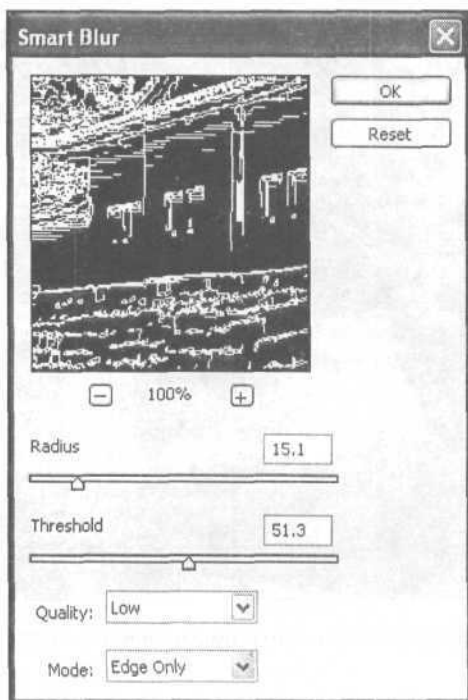 Smart Blur
OK
Reset
100%
Radius
15.1
Threshold
51.3
Quality: Low
Mode: Edge Only